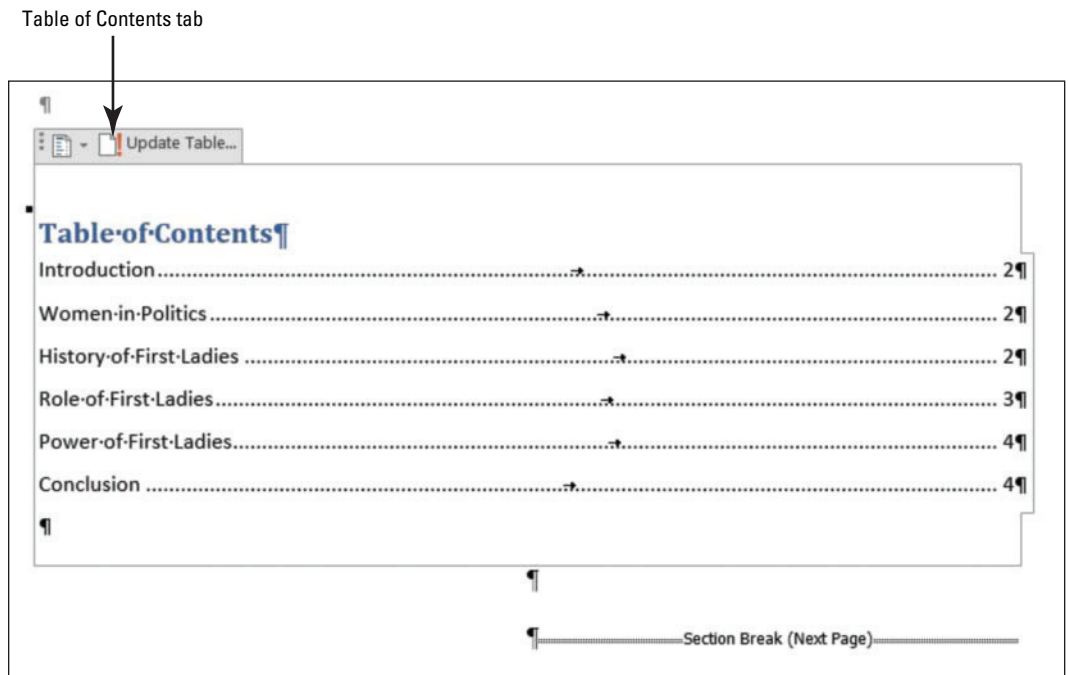 Table of Contents tab
¶
Update Table...
Table·of·Contents¶
Introduction........................................................................→........................................................................ 2¶
Women·in·Politics ..................................................................→...................................................................... 2¶
History·of·First·Ladies ................................................................→................................................................. 2¶
Role·of·First·Ladies..................................................................→................................................................... 3¶
Power·of·First·Ladies.................................................................→.................................................................. 4¶
Conclusion ..........................................................................→......................................................................... 4¶
¶
¶
¶Section Break (Next Page)